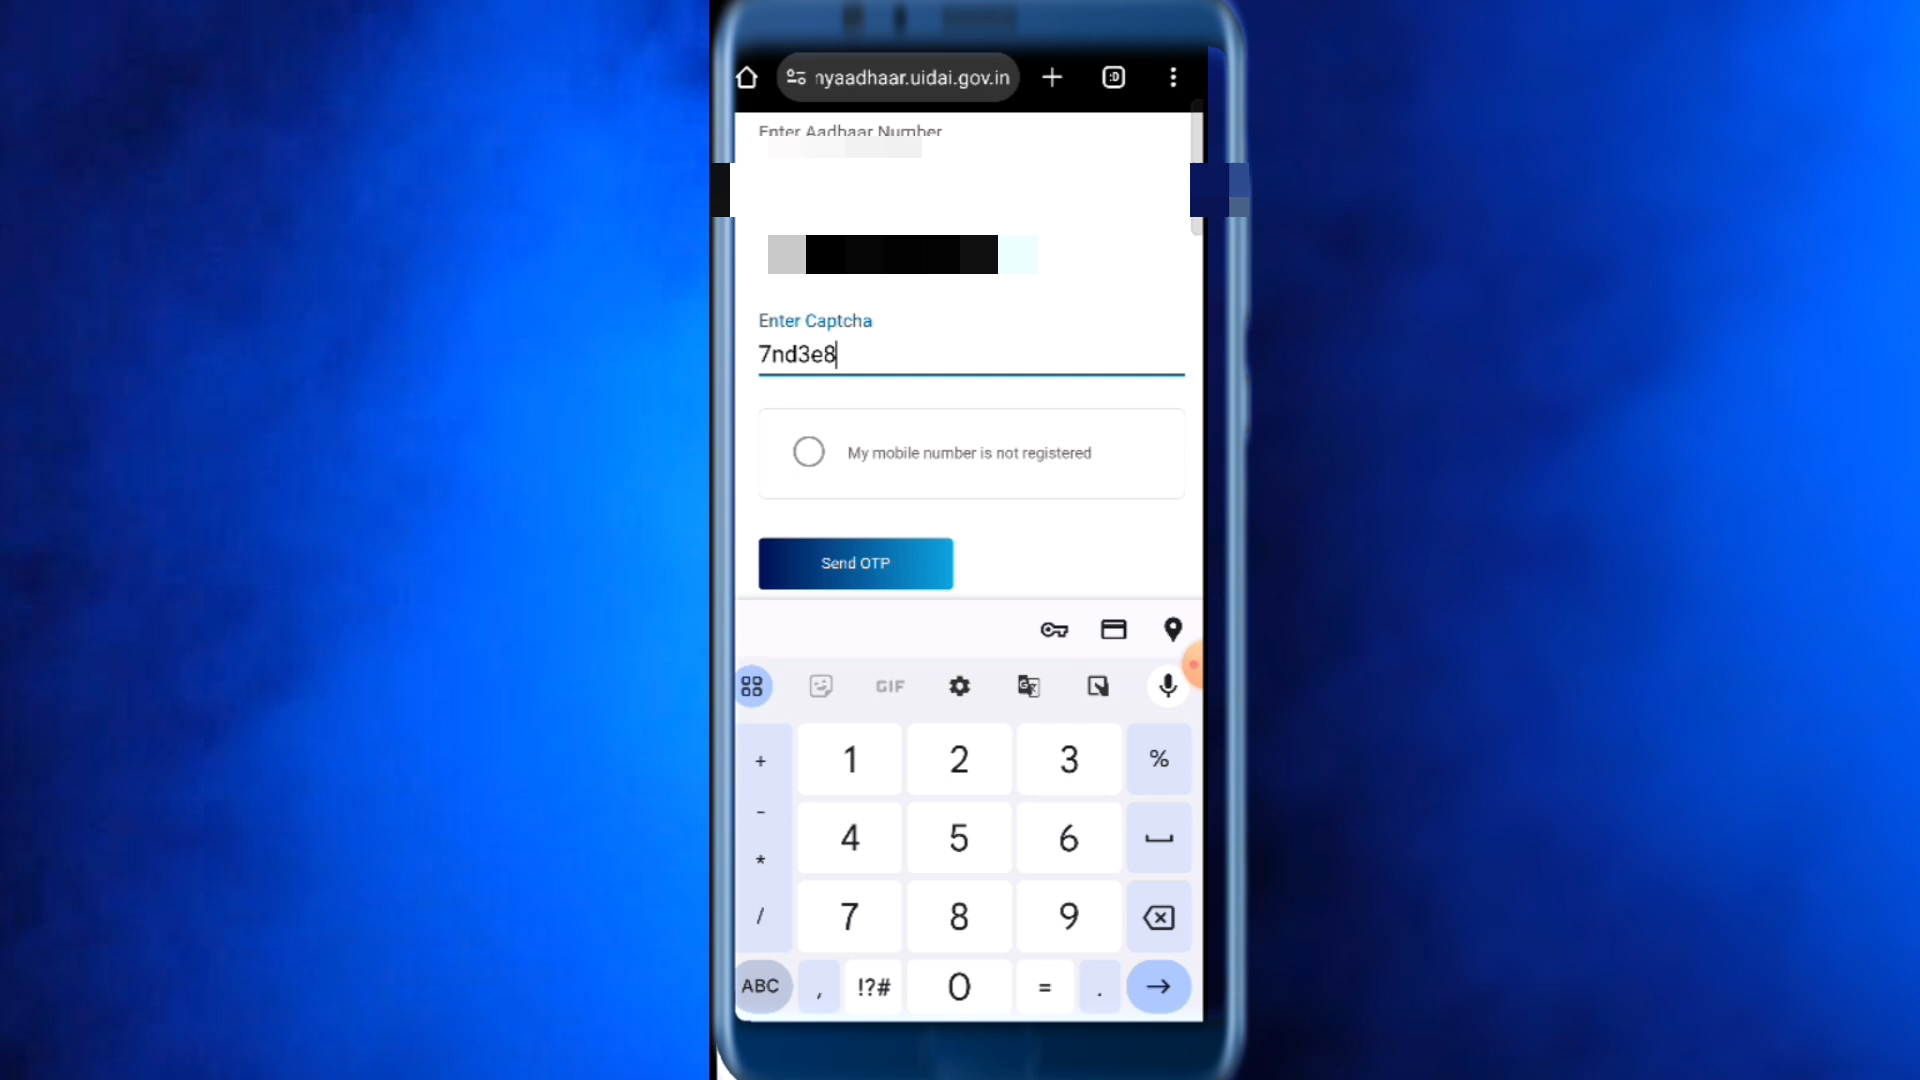 nyaadhaar.uidai.gov.in
:D
Enter Aadhaar Number
Enter Captcha
7nd3e8
My mobile number is not registered
Send OTP
GIF
+ 1 2 3 %
-
4 5 6
*
/ 7 8 9
ABC , !?# 0 = .